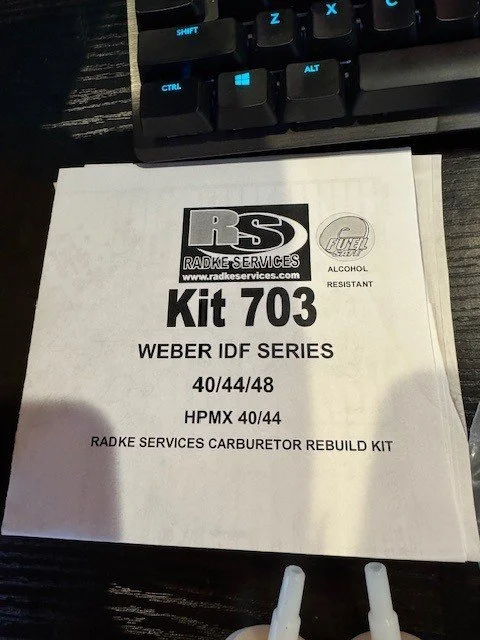 SHIFT
Z
X
C
CTRL
ALT
RS
RADKE SERVICES
www.radkeservices.com
FUEL
SAFE
ALCOHOL
RESISTANT
Kit 703
WEBER IDF SERIES
40/44/48
HPMX 40/44
RADKE SERVICES CARBURETOR REBUILD KIT